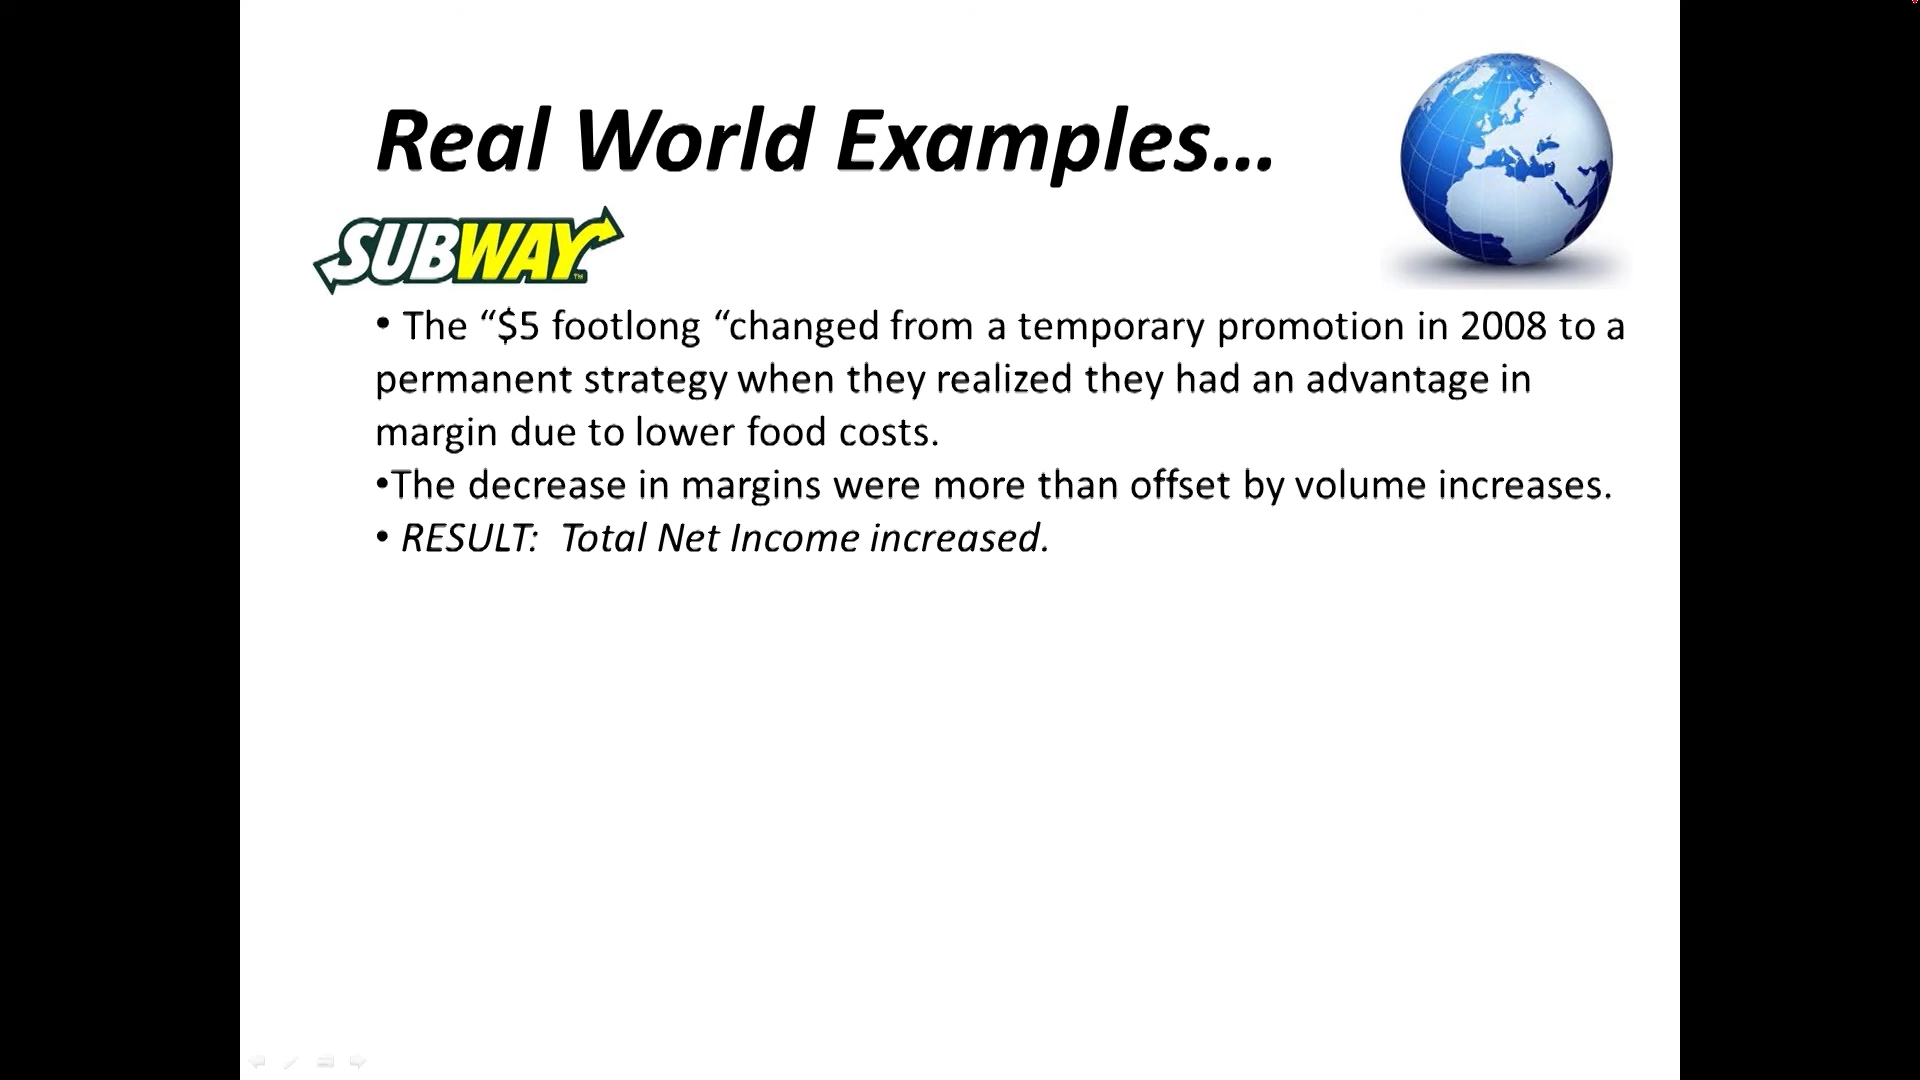 Real World Examples...
SUBWAY™
• The “$5 footlong “changed from a temporary promotion in 2008 to a
permanent strategy when they realized they had an advantage in
margin due to lower food costs.
•The decrease in margins were more than offset by volume increases.
• RESULT:  Total Net Income increased.